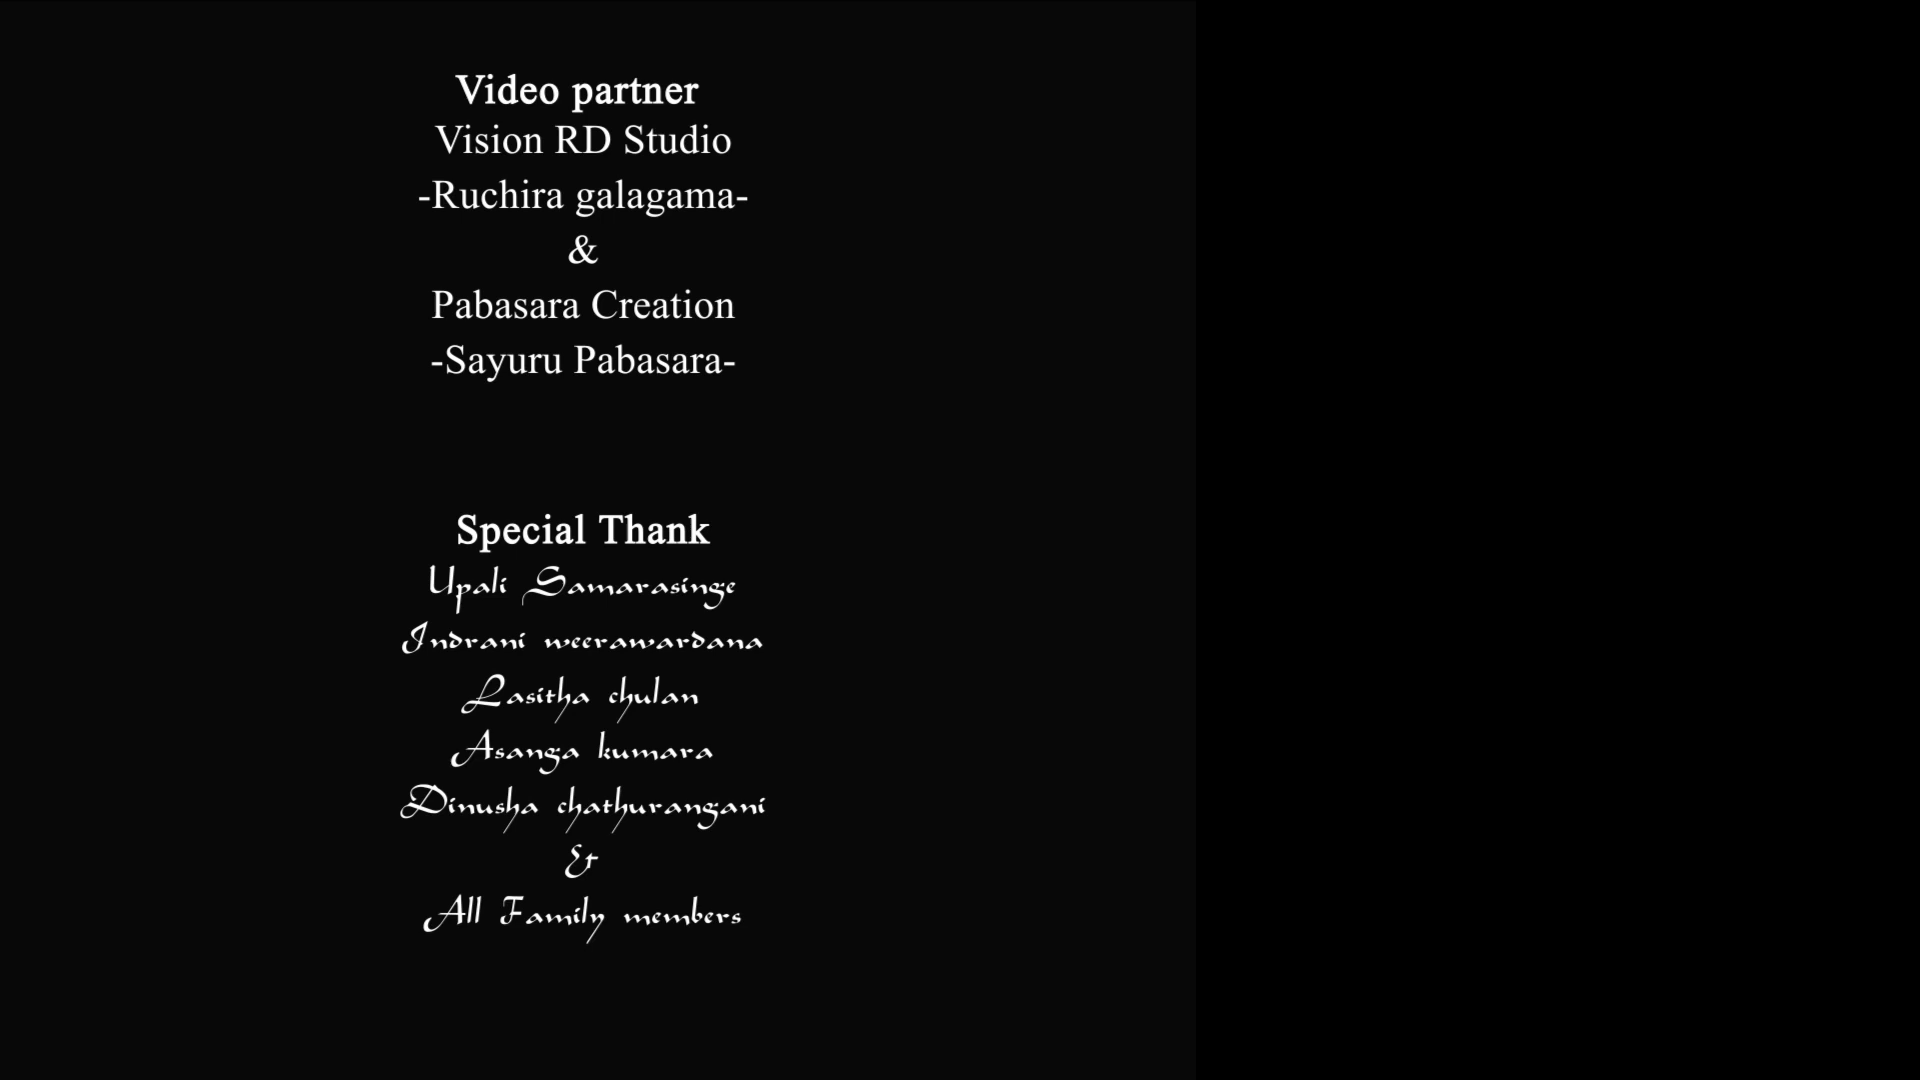 Video partner
Vision RD Studio
-Ruchira galagama-
&
Pabasara Creation
-Sayuru Pabasara-
Special Thank
Upali Samarasinge
Indrani weerawardana
Lasitha chulan
Asanga kumara
Dinusha chathurangani
&
All Family members